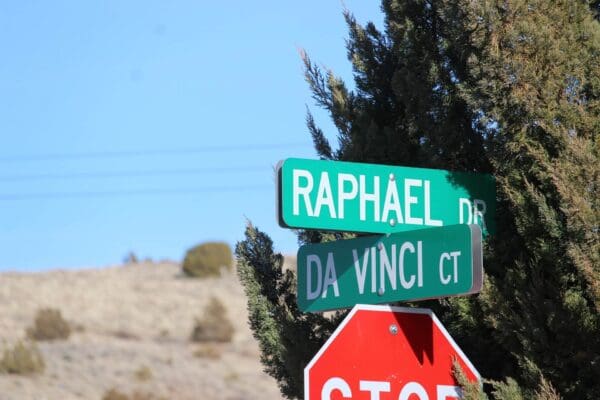 RAPHAEL DR
DA VINCI CT
STOP